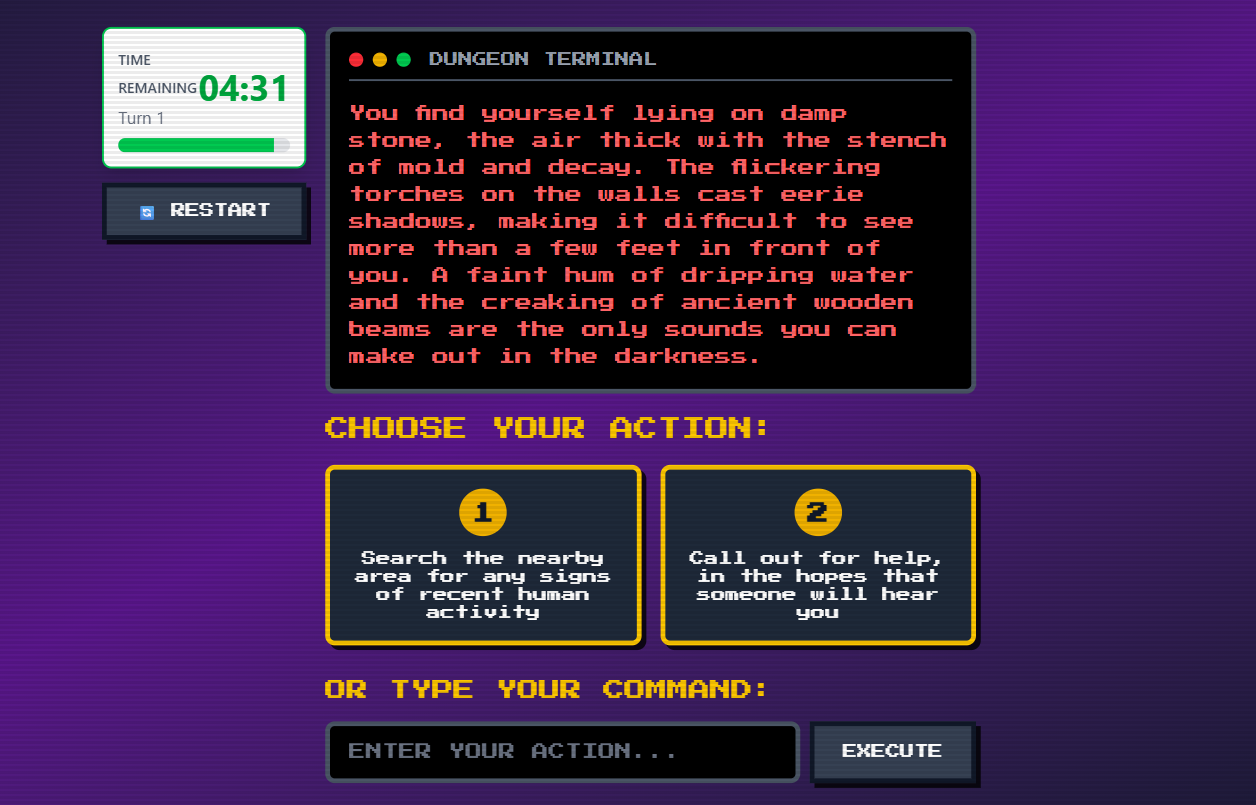 TIME
REMAINING 04:31
Turn 1
RESTART
DUNGEON TERMINAL
You find yourself lying on damp
stone, the air thick with the stench
of mold and decay. The flickering
torches on the walls cast eerie
shadows, making it difficult to see
more than a few feet in front of
you. A faint hum of dripping water
and the creaking of ancient wooden
beams are the only sounds you can
make out in the darkness.
CHOOSE YOUR ACTION:
1
Search the nearby
area for any signs
of recent human
activity
2
Call out for help,
in the hopes that
someone will hear
you
OR TYPE YOUR COMMAND:
ENTER YOUR ACTION...
EXECUTE